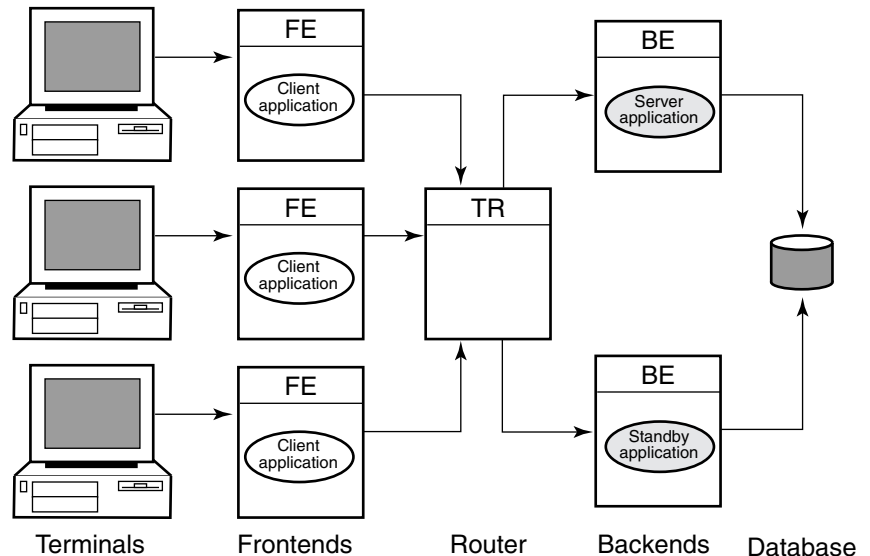 FE
Client
application
BE
Server
application
FE
Client
application
TR
FE
Client
application
BE
Standby
application
Terminals
Frontends
Router
Backends
Database